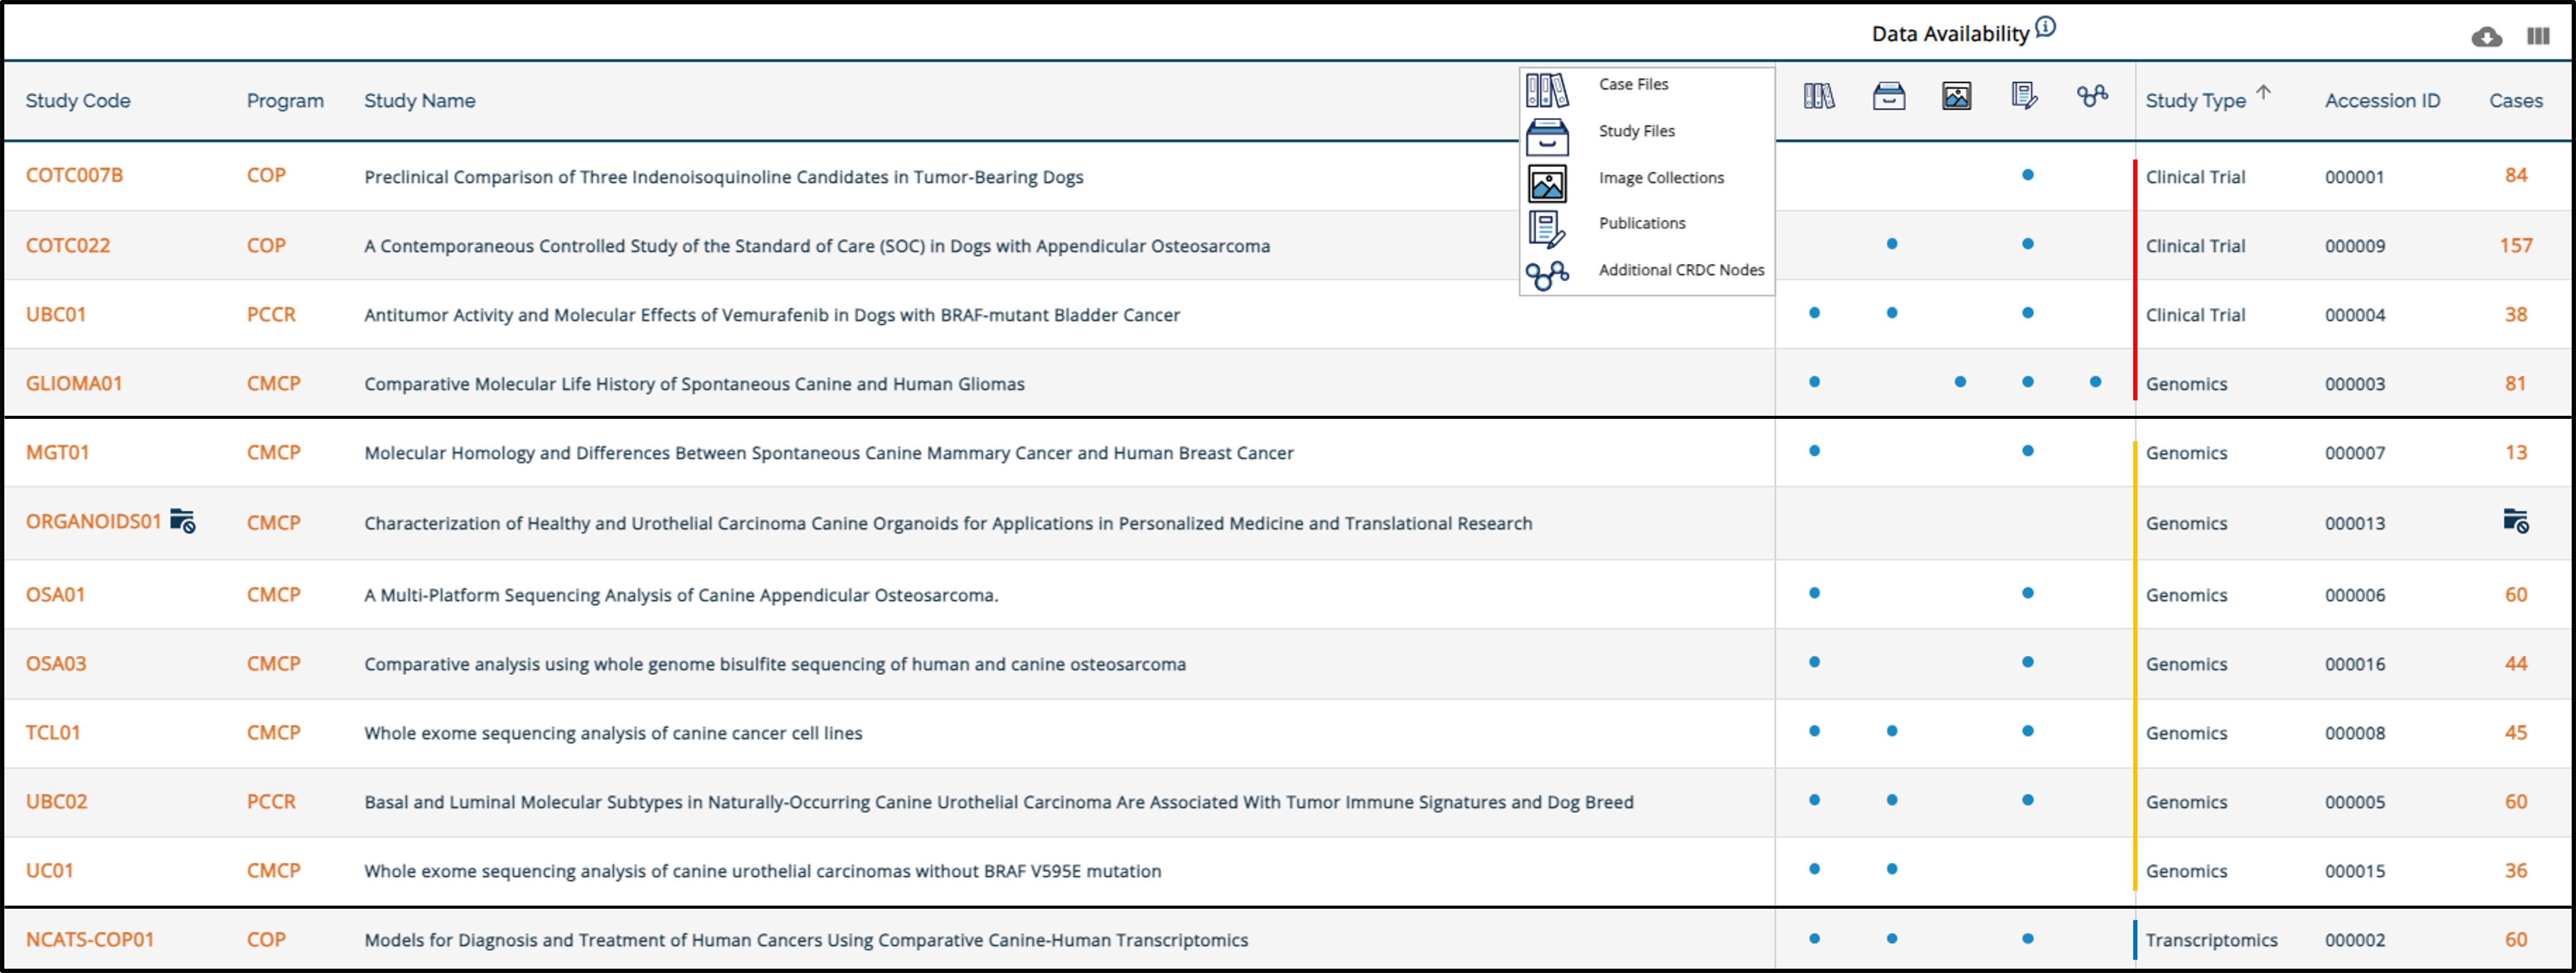 Data Availability
Study Code Program Study Name Study Type Accession ID Cases
Case Files
Study Files
Image Collections
Publications
Additional CRDC Nodes
COTC007B COP Preclinical Comparison of Three Indenoisoquinoline Candidates in Tumor-Bearing Dogs Clinical Trial 000001 84
COTC022 COP A Contemporaneous Controlled Study of the Standard of Care (SOC) in Dogs with Appendicular Osteosarcoma Clinical Trial 000009 157
UBC01 PCCR Antitumor Activity and Molecular Effects of Vemurafenib in Dogs with BRAF-mutant Bladder Cancer Clinical Trial 000004 38
GLIOMA01 CMCP Comparative Molecular Life History of Spontaneous Canine and Human Gliomas Genomics 000003 81
MGT01 CMCP Molecular Homology and Differences Between Spontaneous Canine Mammary Cancer and Human Breast Cancer Genomics 000007 13
ORGANOIDS01 CMCP Characterization of Healthy and Urothelial Carcinoma Canine Organoids for Applications in Personalized Medicine and Translational Research Genomics 000013
OSA01 CMCP A Multi-Platform Sequencing Analysis of Canine Appendicular Osteosarcoma. Genomics 000006 60
OSA03 CMCP Comparative analysis using whole genome bisulfite sequencing of human and canine osteosarcoma Genomics 000016 44
TCL01 CMCP Whole exome sequencing analysis of canine cancer cell lines Genomics 000008 45
UBC02 PCCR Basal and Luminal Molecular Subtypes in Naturally-Occurring Canine Urothelial Carcinoma Are Associated With Tumor Immune Signatures and Dog Breed Genomics 000005 60
UC01 CMCP Whole exome sequencing analysis of canine urothelial carcinomas without BRAF V595E mutation Genomics 000015 36
NCATS-COP01 COP Models for Diagnosis and Treatment of Human Cancers Using Comparative Canine-Human Transcriptomics Transcriptomics 000002 60